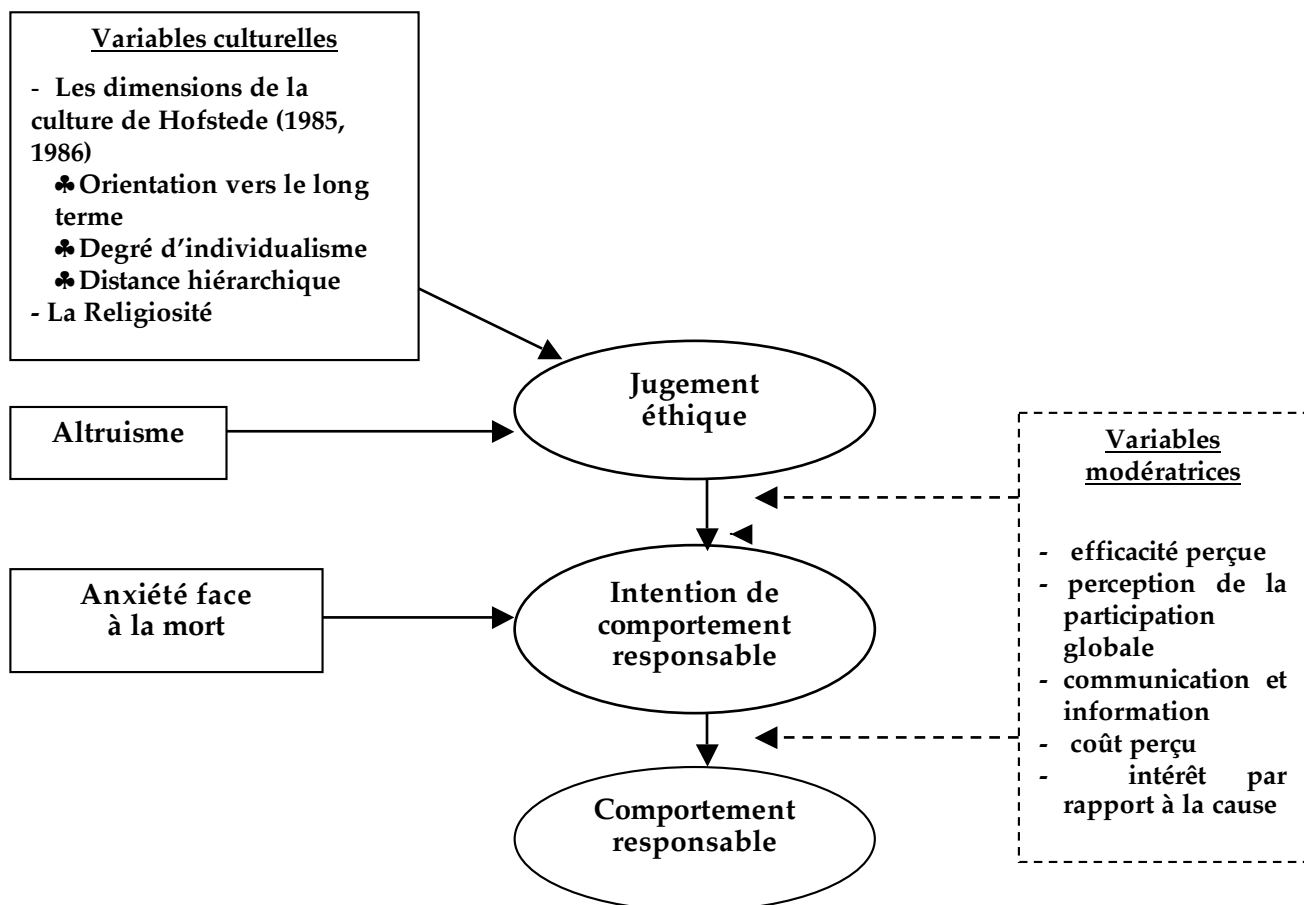 Variables culturelles
- Les dimensions de la
culture de Hofstede (1985,
1986)
♣Orientation vers le long
terme
♣Degré d’individualisme
♣Distance hiérarchique
- La Religiosité
Jugement
éthique
Altruisme
Variables
modératrices
- efficacité perçue
- perception de la
participation
globale
- communication et
information
- coût perçu
- intérêt par
rapport à la cause
Anxiété face
à la mort
Intention de
comportement
responsable
Comportement
responsable